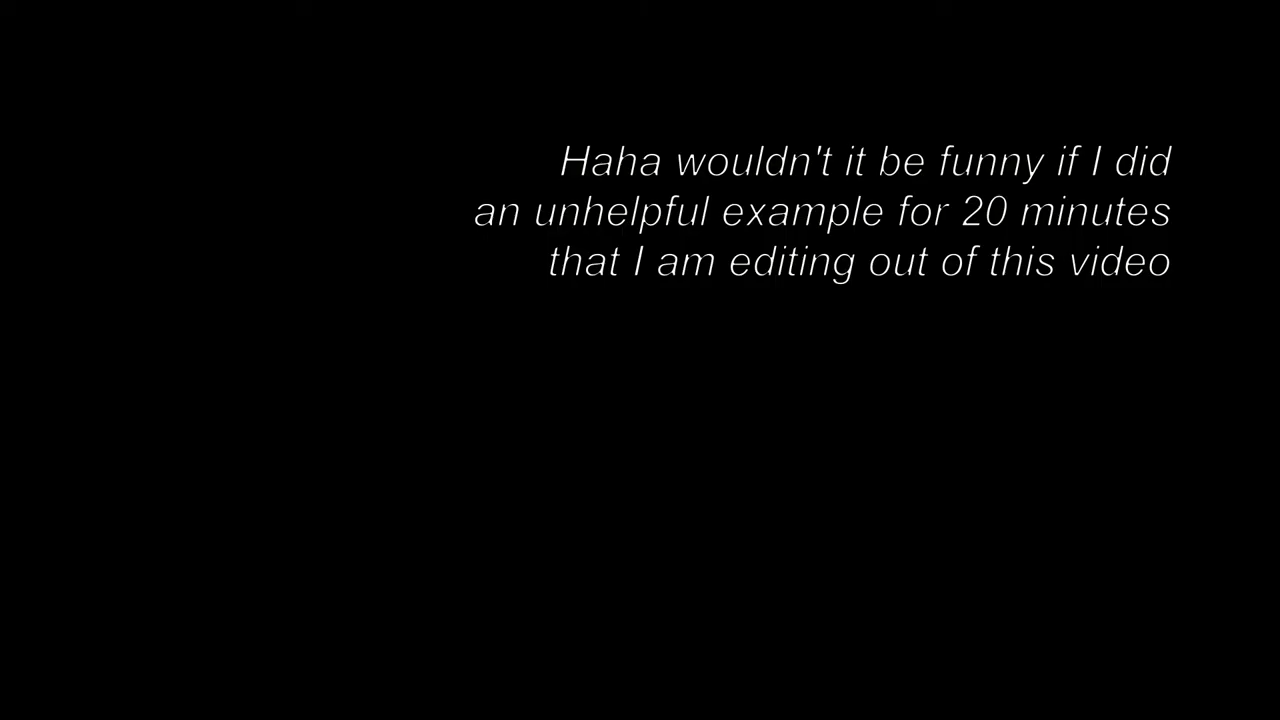 Haha wouldn't it be funny if I did
an unhelpful example for 20 minutes
that I am editing out of this video